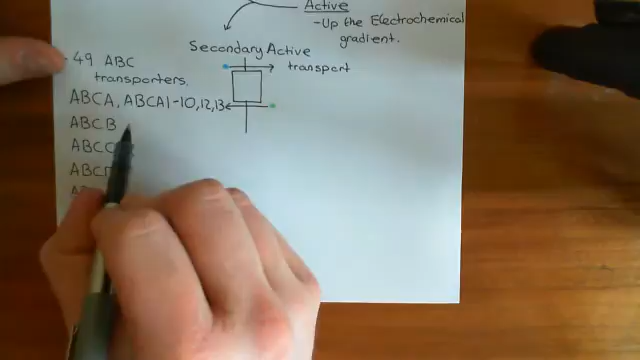 Active
-Up the Electrochemical
gradient.
Secondary Active
transport
-49 ABC
transporters.
ABCA, ABCA1-10,12,13
ABCB
ABCC
ABCD